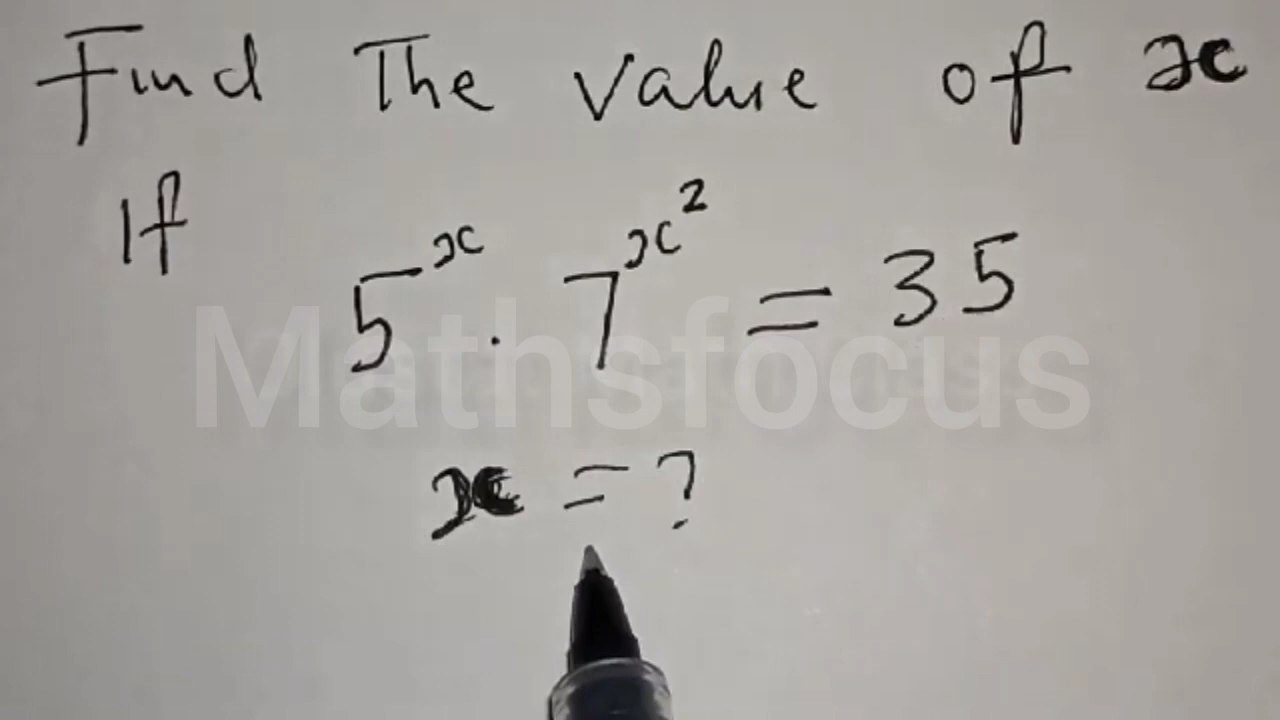 Find The value of x
If
5^x . 7^x^2 = 35
Mathsfocus
x = ?